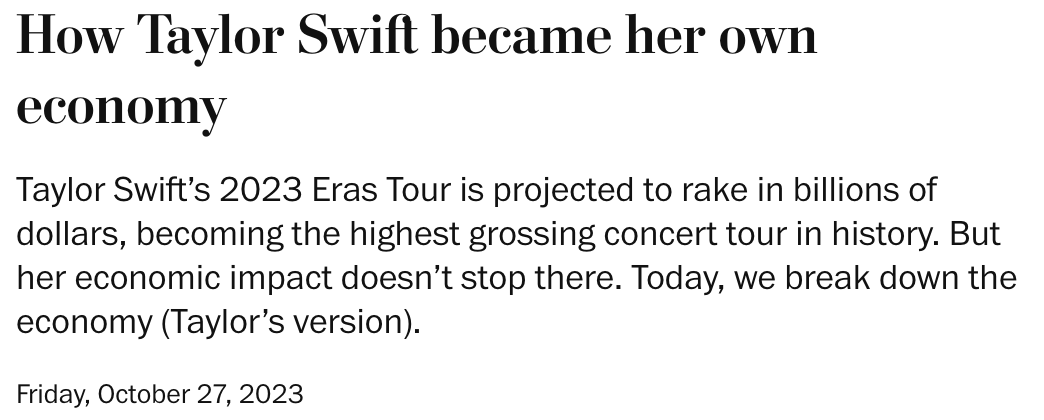 How Taylor Swift became her own
economy
Taylor Swift’s 2023 Eras Tour is projected to rake in billions of
dollars, becoming the highest grossing concert tour in history. But
her economic impact doesn’t stop there. Today, we break down the
economy (Taylor’s version).
Friday, October 27, 2023